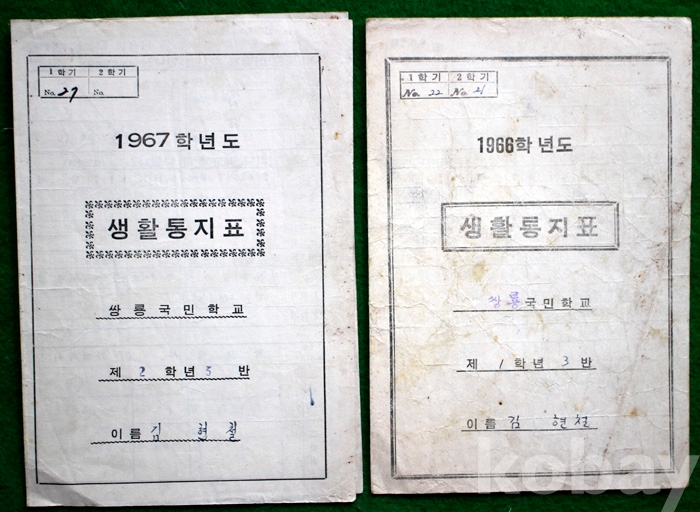 1학기 2학기
No. 27 No.
1967학년도
생활통지표
쌍릉국민학교
제 2 학년 3 반
이름 김 현철
1학기 2학기
No. 22 No. 21
1966학년도
생활통지표
쌍룡국민학교
제 1 학년 3 반
이름 김 현철
kobay